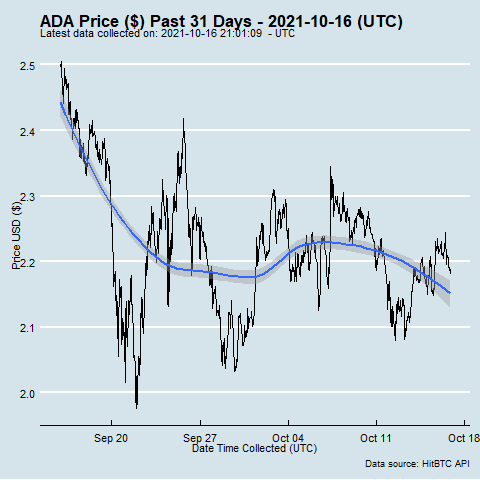 ADA Price ($) Past 31 Days - 2021-10-16 (UTC)
Latest data collected on: 2021-10-16 21:01:09 - UTC
2.5
2.4
2.3
2.2
2.1
2.0
Price USD ($)
Sep 20 Sep 27 Oct 04 Oct 11 Oct 18
Date Time Collected (UTC)
Data source: HitBTC API